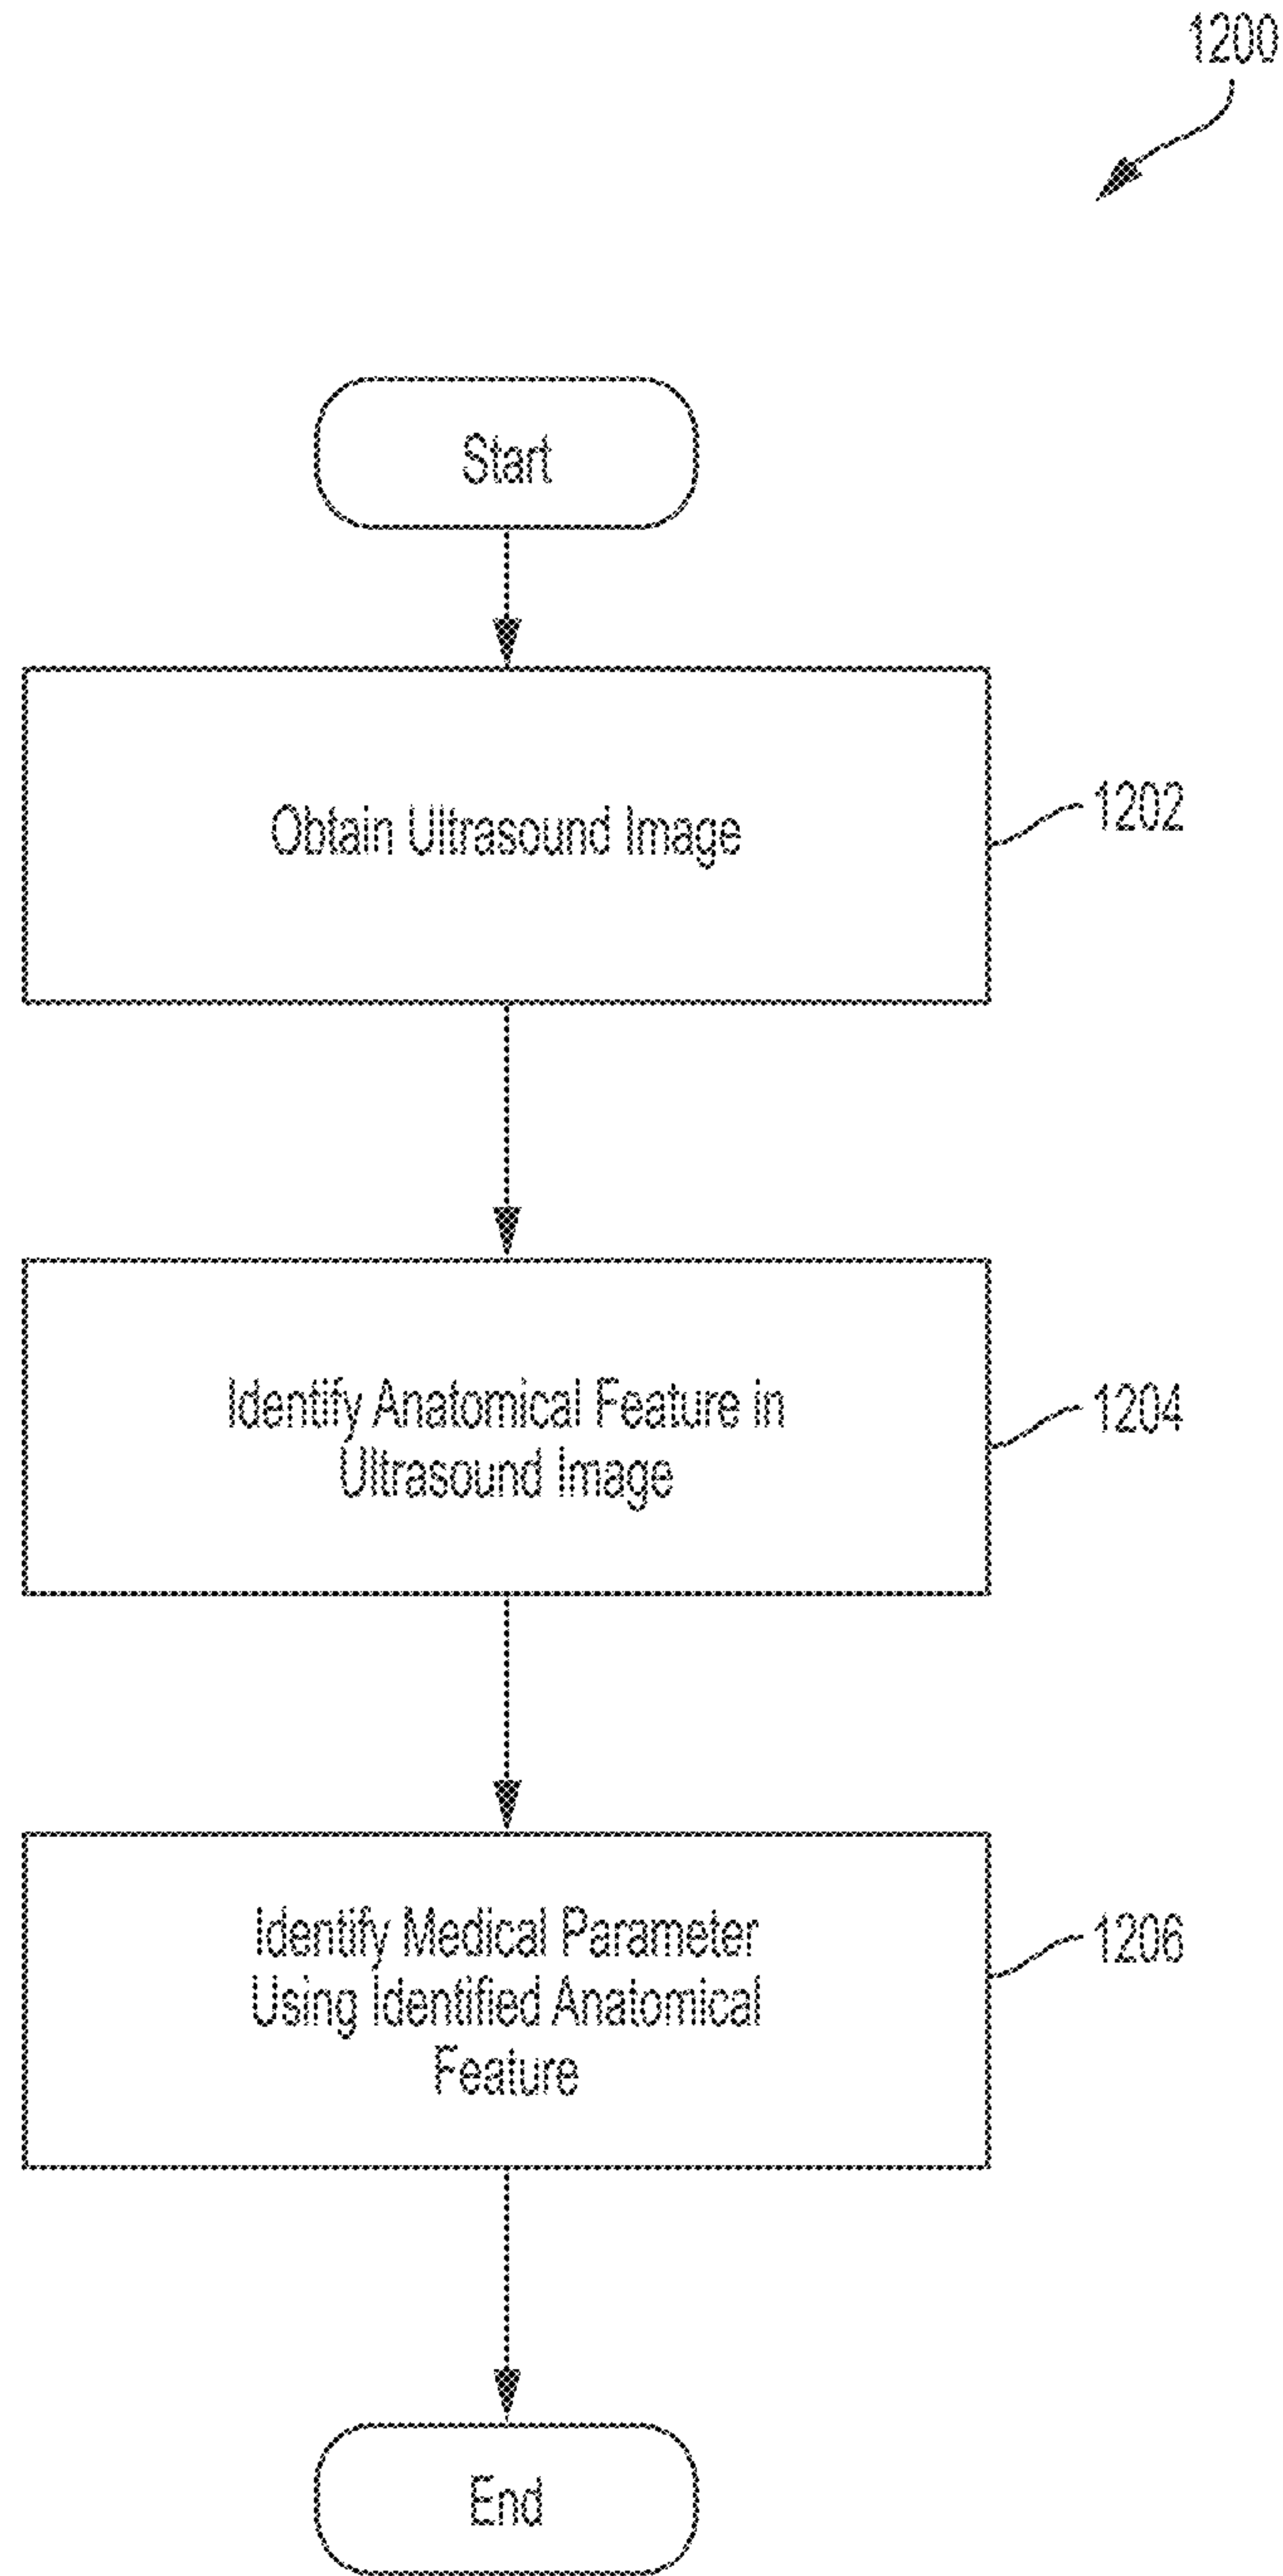 1200
Start
Obtain Ultrasound Image
1202
Identify Anatomical Feature in
Ultrasound Image
1204
Identify Medical Parameter
Using Identified Anatomical
Feature
1206
End